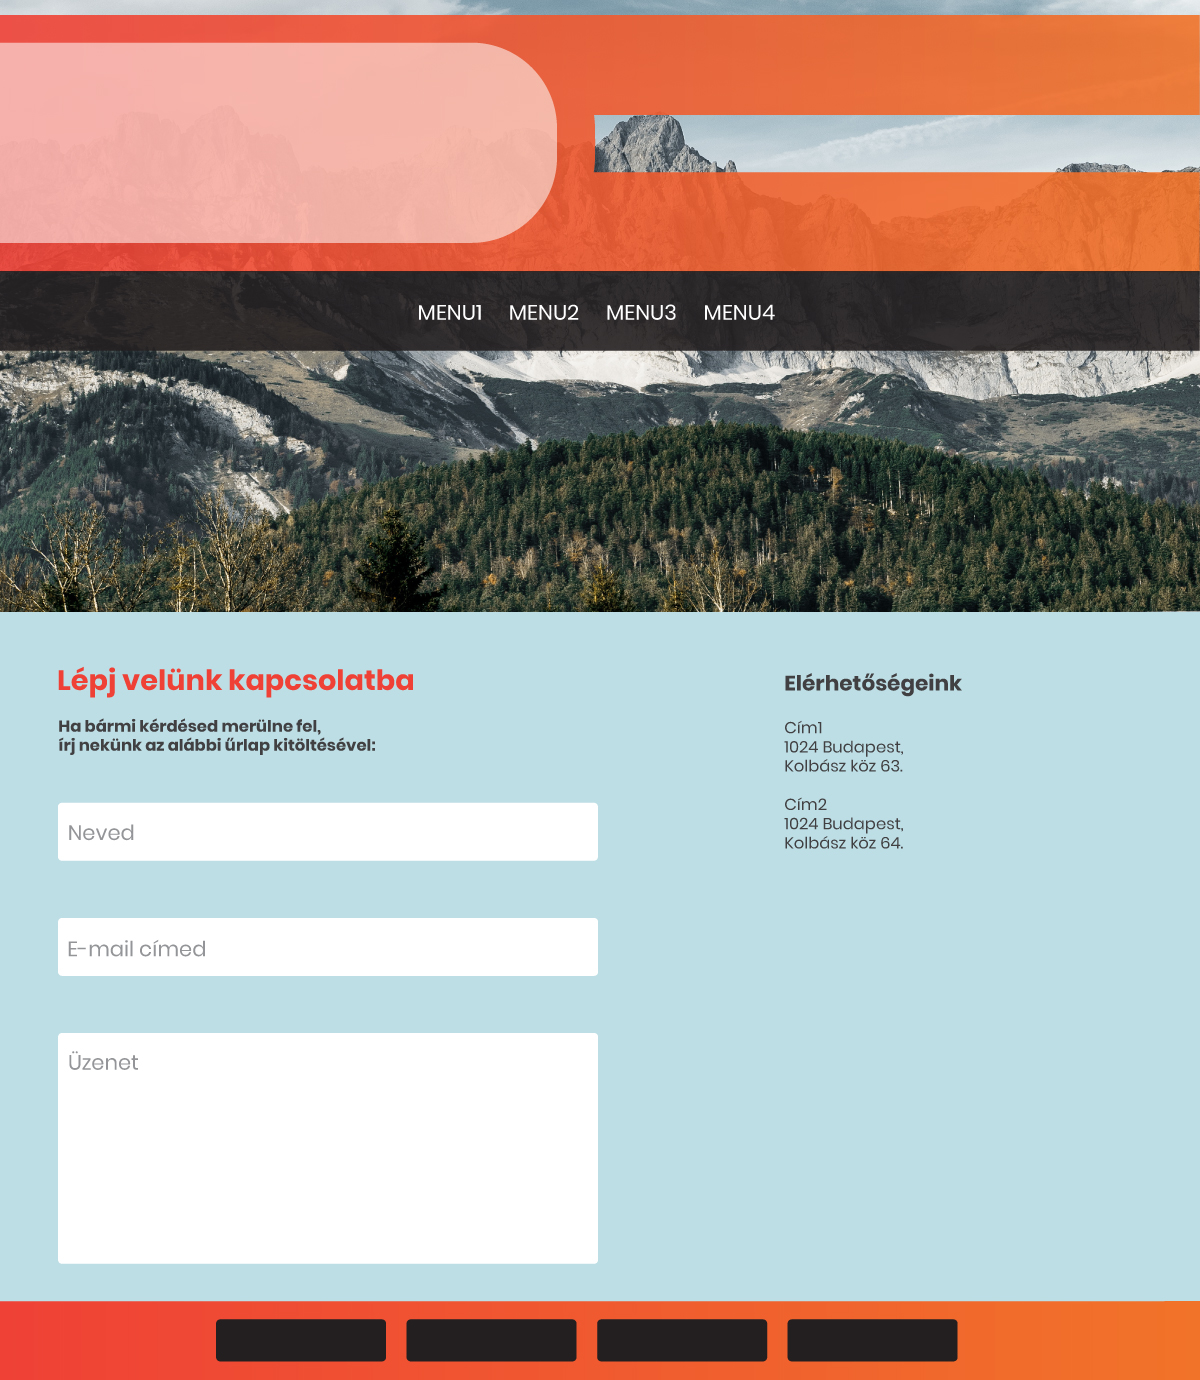 MENU1 MENU2 MENU3 MENU4
Lépj velünk kapcsolatba
Ha bármi kérdésed merülne fel,
írj nekünk az alábbi űrlap kitöltésével:
Neved
E-mail címed
Üzenet
Elérhetőségeink
Cím1
1024 Budapest,
Kolbász köz 63.
Cím2
1024 Budapest,
Kolbász köz 64.